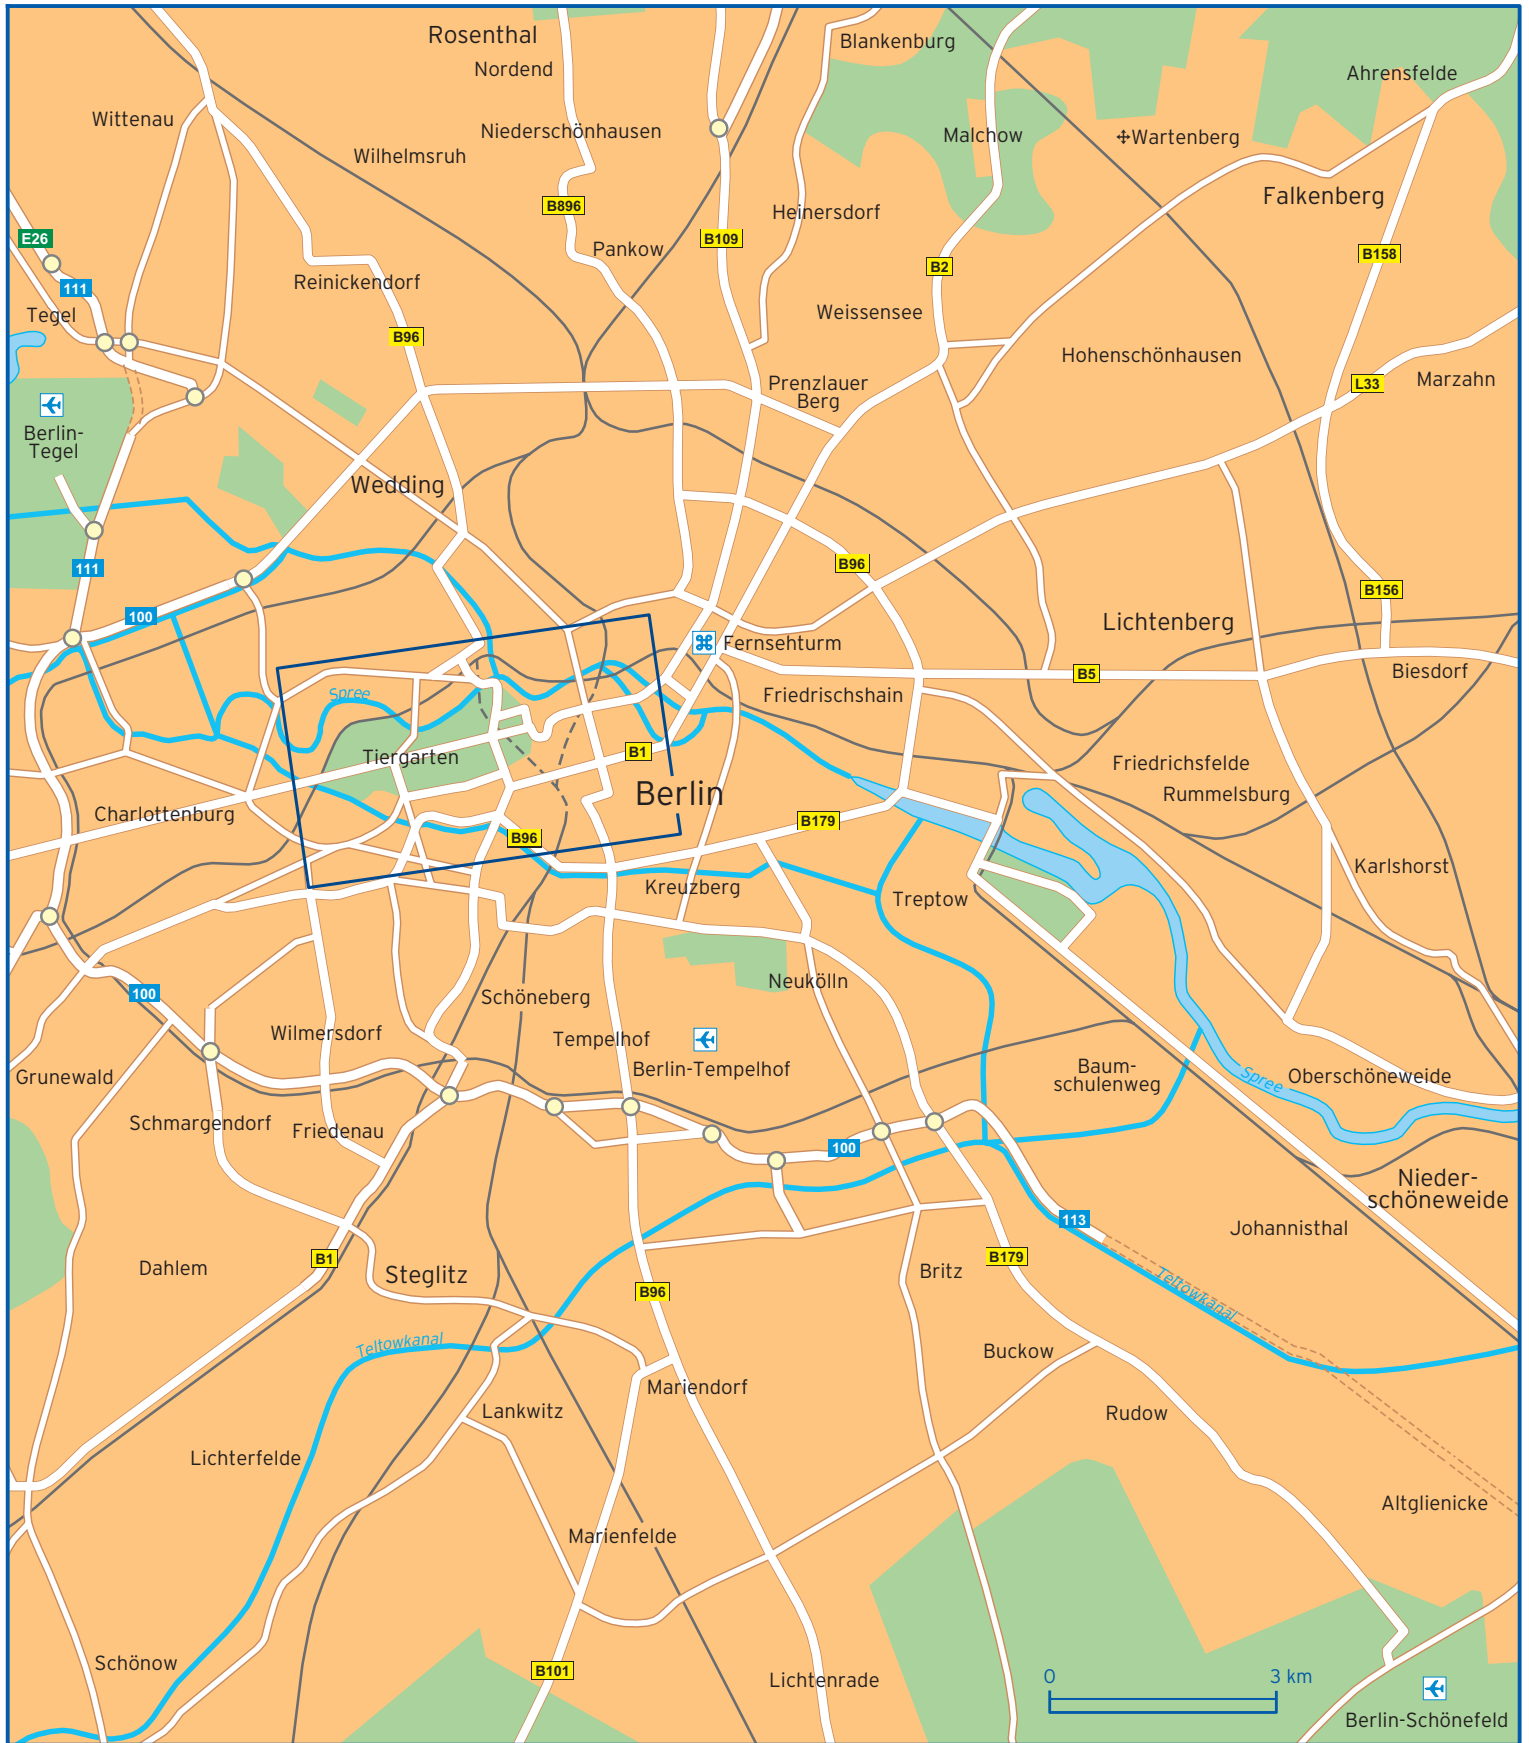 Rosenthal
Blankenburg
Nordend
Ahrensfelde
Wittenau
Niederschönhausen
Malchow
Wartenberg
Wilhelmsruh
Falkenberg
B896
Heinersdorf
E26
B109
Pankow
B158
B2
Reinickendorf
111
Tegel
Weissensee
B96
Hohenschönhausen
Prenzlauer
Berg
L33
Marzahn
Berlin-
Tegel
Wedding
B96
111
B156
100
Lichtenberg
Fernsehturm
B5
Biesdorf
Spree
Friedrischshain
B1
Tiergarten
Friedrichsfelde
Berlin
Rummelsburg
Charlottenburg
B179
B96
Karlshorst
Kreuzberg
Treptow
Neukölln
100
Schöneberg
Wilmersdorf
Tempelhof
Berlin-Tempelhof
Baum-
schulenweg
Grunewald
Spree
Oberschöneweide
Schmargendorf
Friedenau
100
Nieder-
schöneweide
113
Johannisthal
B1
Dahlem
Steglitz
Britz
B179
B96
Teltowkanal
Teltowkanal
Buckow
Mariendorf
Lankwitz
Rudow
Lichterfelde
Altglienicke
Marienfelde
Schönow
B101
Lichtenrade
0
3 km
Berlin-Schönefeld